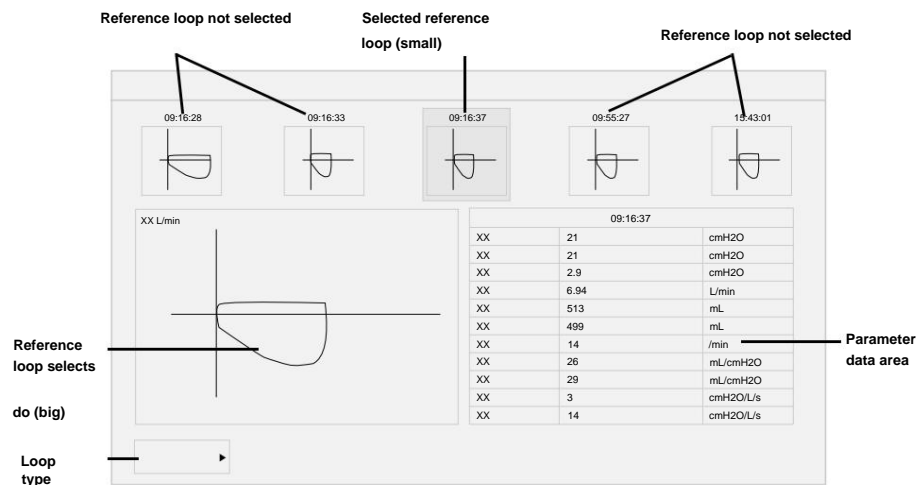 Reference loop not selected
Selected reference
loop (small)
Reference loop not selected
09:16:28
09:16:33
09:16:37
09:55:27
15:43:01
XX L/min
09:16:37
XX 21 cmH2O
XX 21 cmH2O
XX 2.9 cmH2O
XX 6.94 L/min
XX 513 mL
XX 499 mL
XX 14 /min
XX 26 mL/cmH2O
XX 29 mL/cmH2O
XX 3 cmH2O/L/s
XX 14 cmH2O/L/s
Reference
loop selects
do (big)
Parameter
data area
Loop
type